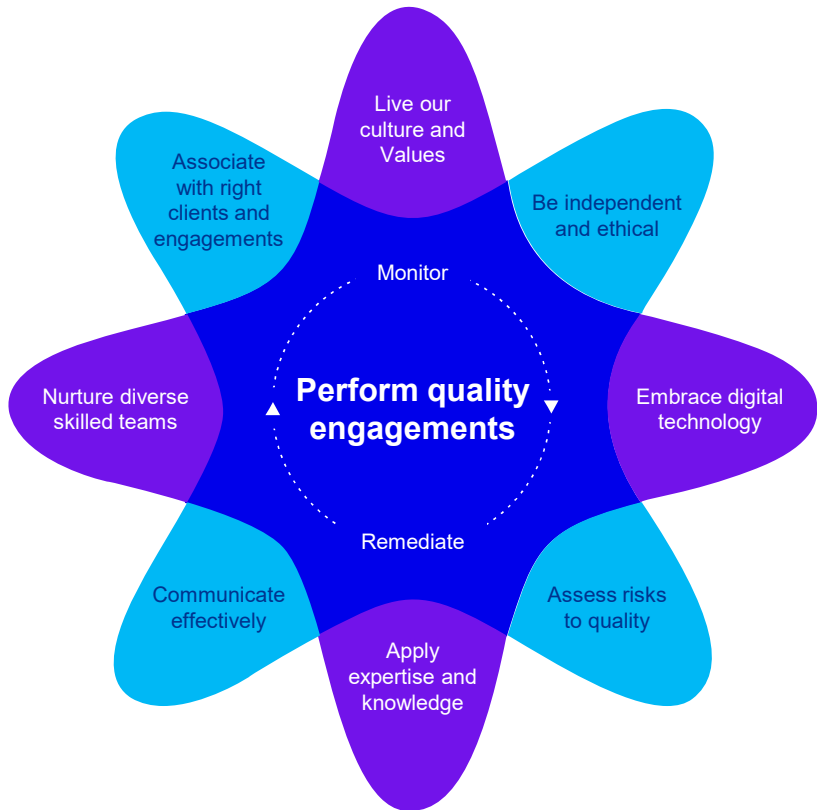 Live our
culture and
Values
Associate
with right
clients and
engagements
Be independent
and ethical
Monitor
Nurture diverse
skilled teams
Perform quality
engagements
Embrace digital
technology
Remediate
Communicate
effectively
Assess risks
to quality
Apply
expertise and
knowledge